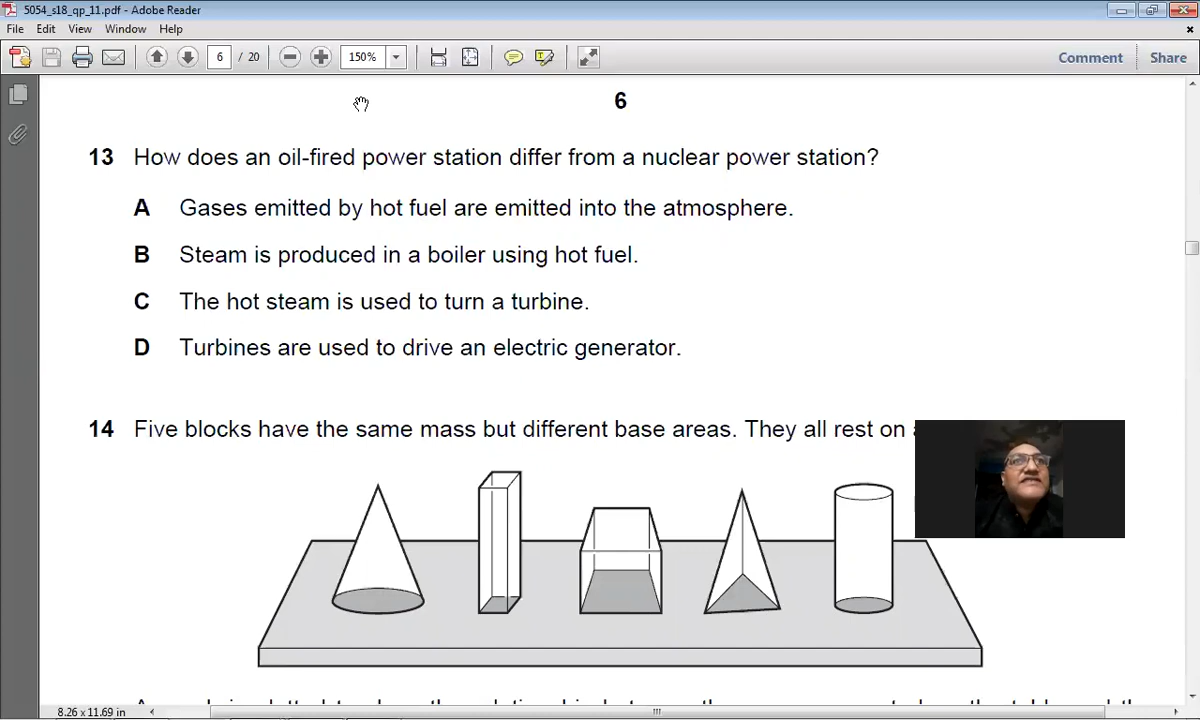 5054_s18_qp_11.pdf - Adobe Reader
File Edit View Window Help
6 / 20 150% Comment Share
6
13 How does an oil-fired power station differ from a nuclear power station?
A Gases emitted by hot fuel are emitted into the atmosphere.
B Steam is produced in a boiler using hot fuel.
C The hot steam is used to turn a turbine.
D Turbines are used to drive an electric generator.
14 Five blocks have the same mass but different base areas. They all rest on
8.26 x 11.69 in